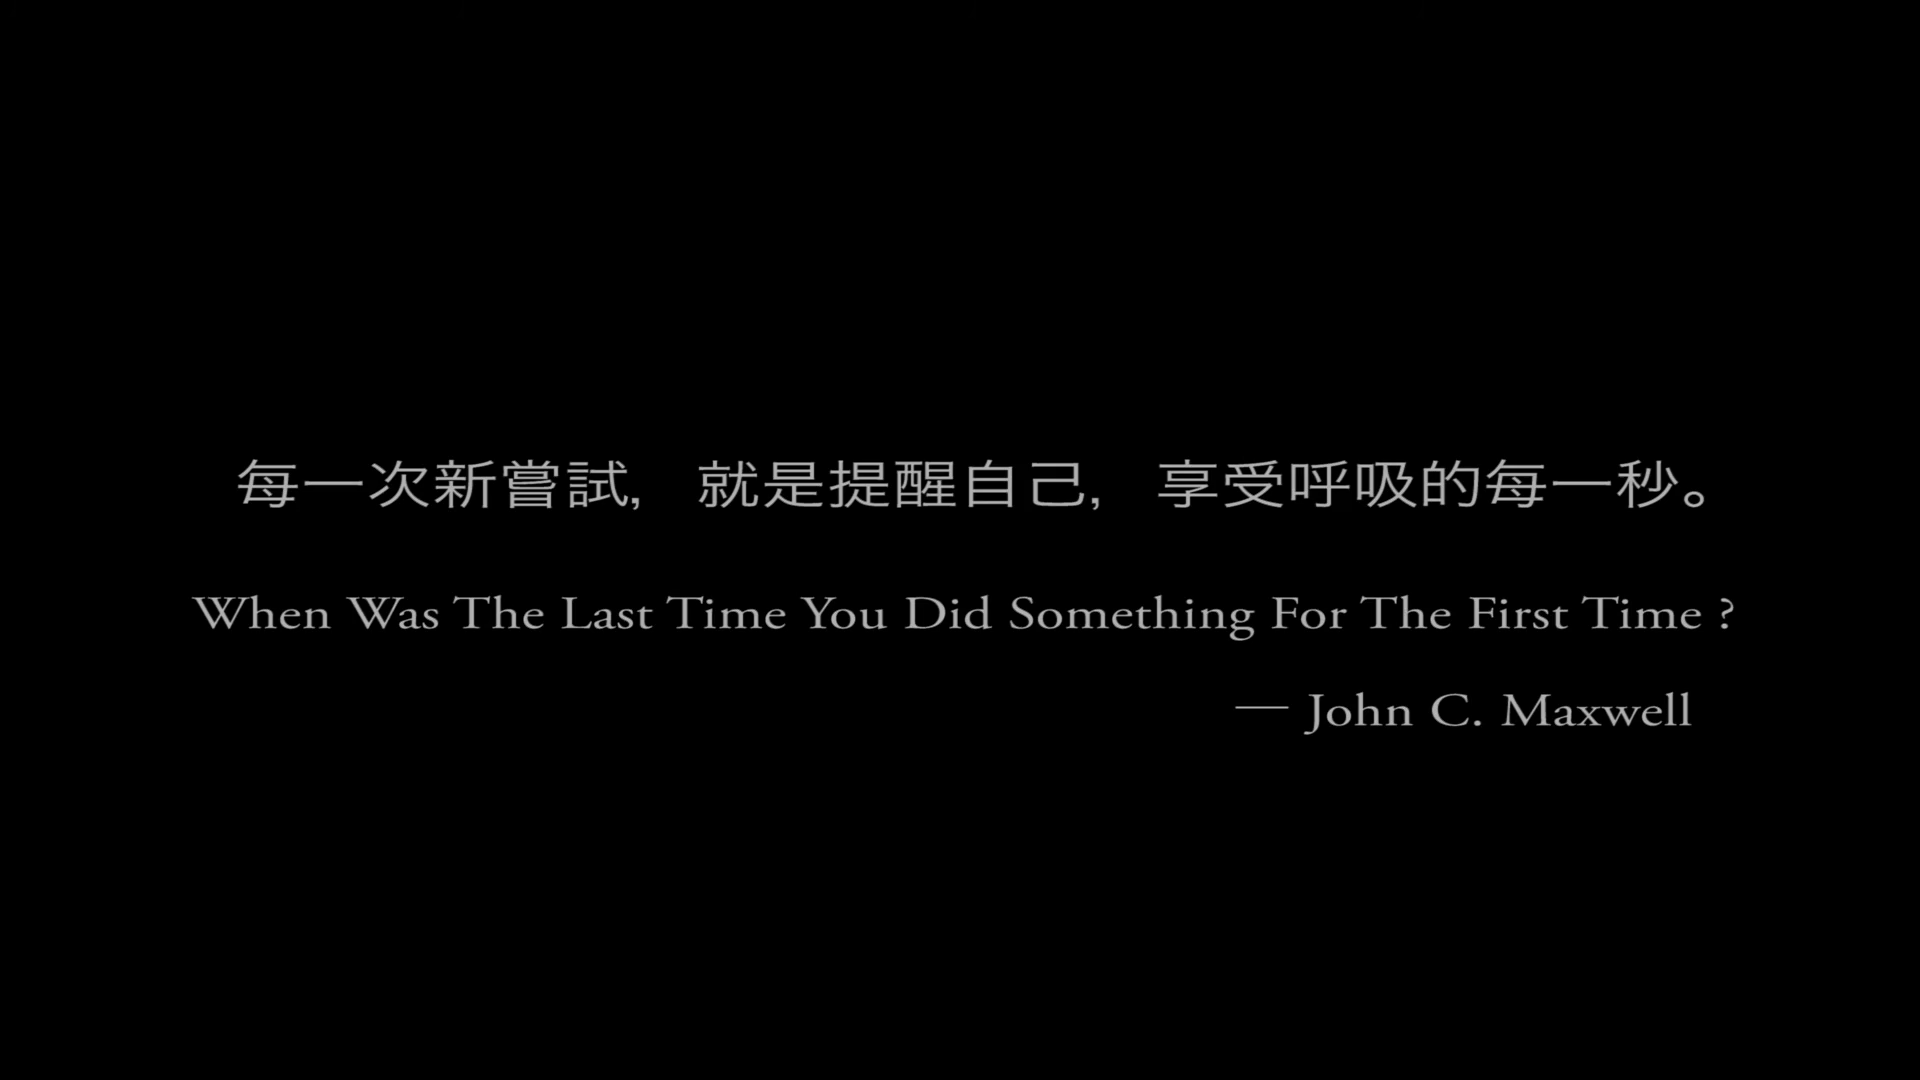 每一次新嘗試, 就是提醒自己, 享受呼吸的每一秒。
When Was The Last Time You Did Something For The First Time ?
— John C. Maxwell